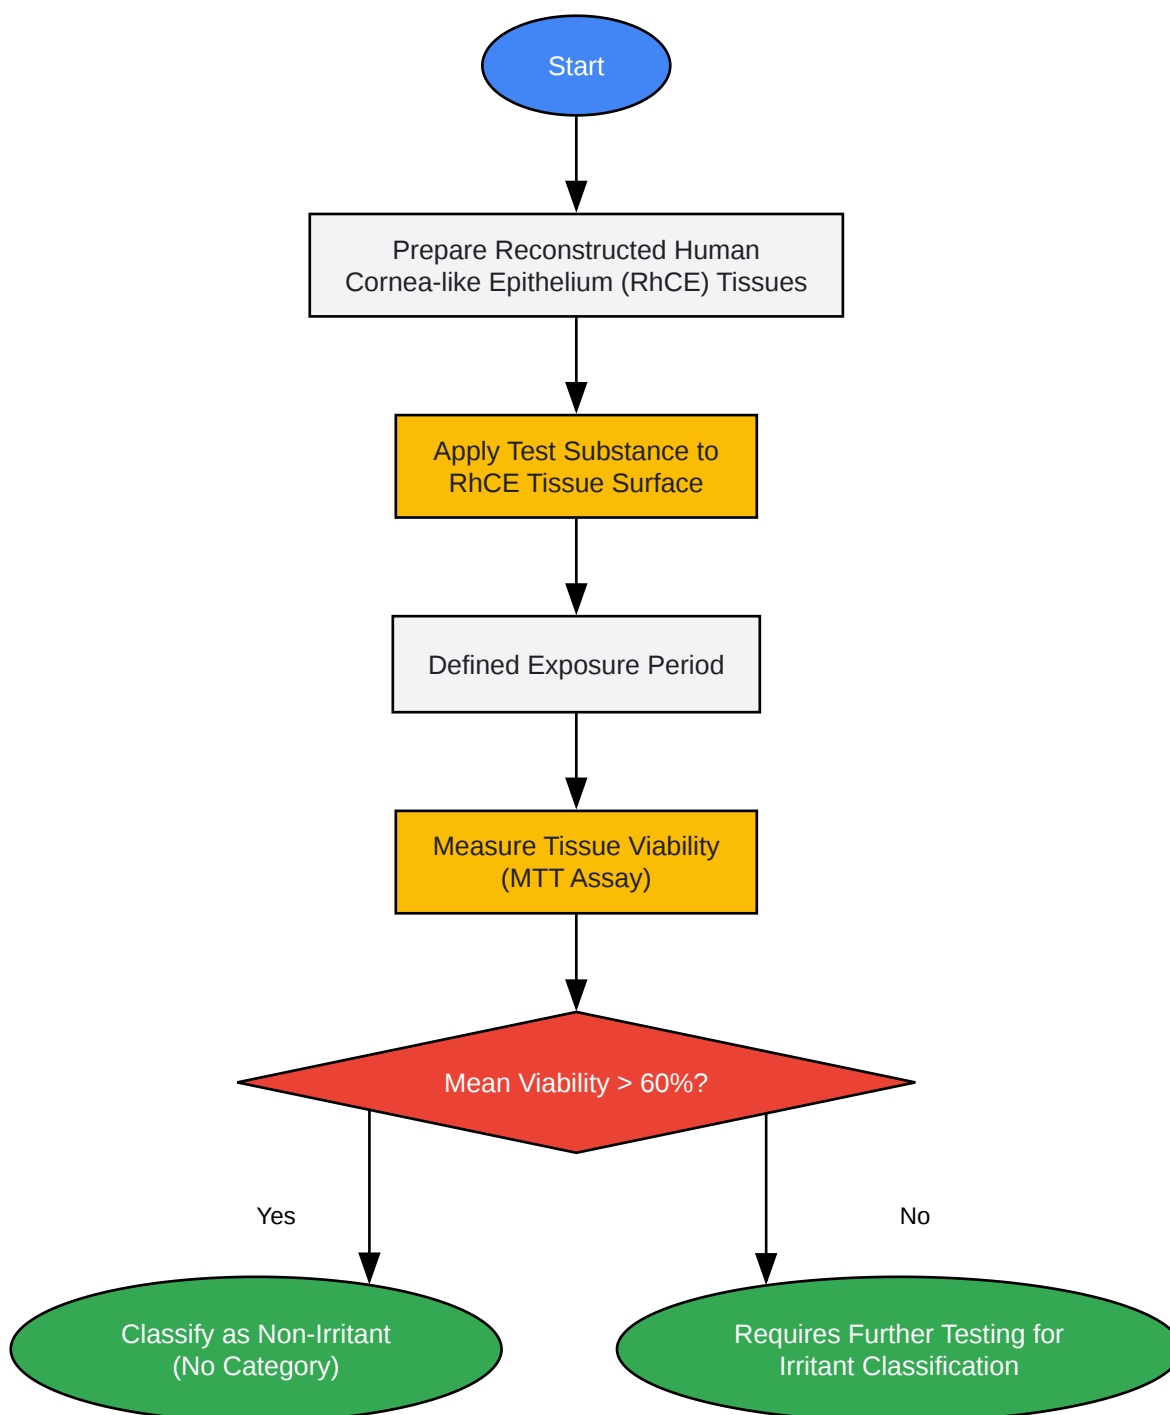 Start
Prepare Reconstructed Human
Cornea-like Epithelium (RhCE) Tissues
Apply Test Substance to
RhCE Tissue Surface
Defined Exposure Period
Measure Tissue Viability
(MTT Assay)
Mean Viability > 60%?
Yes
No
Classify as Non-Irritant
(No Category)
Requires Further Testing for
Irritant Classification